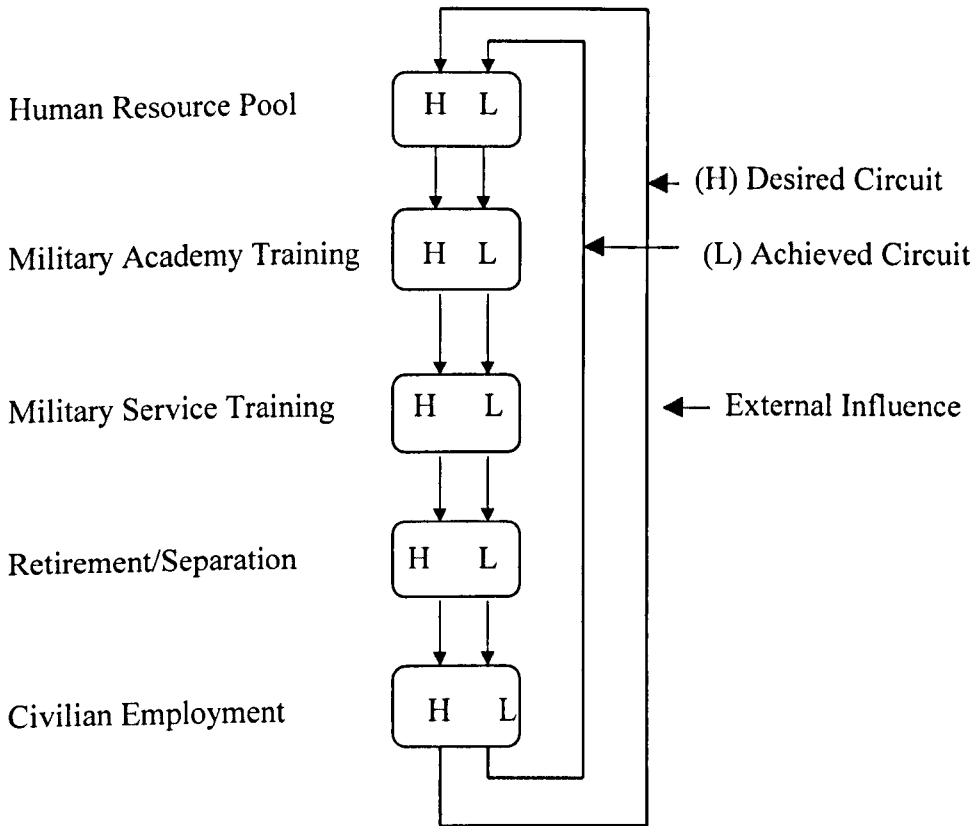 Human Resource Pool H L
(H) Desired Circuit
Military Academy Training H L (L) Achieved Circuit
Military Service Training H L External Influence
Retirement/Separation H L
Civilian Employment H L